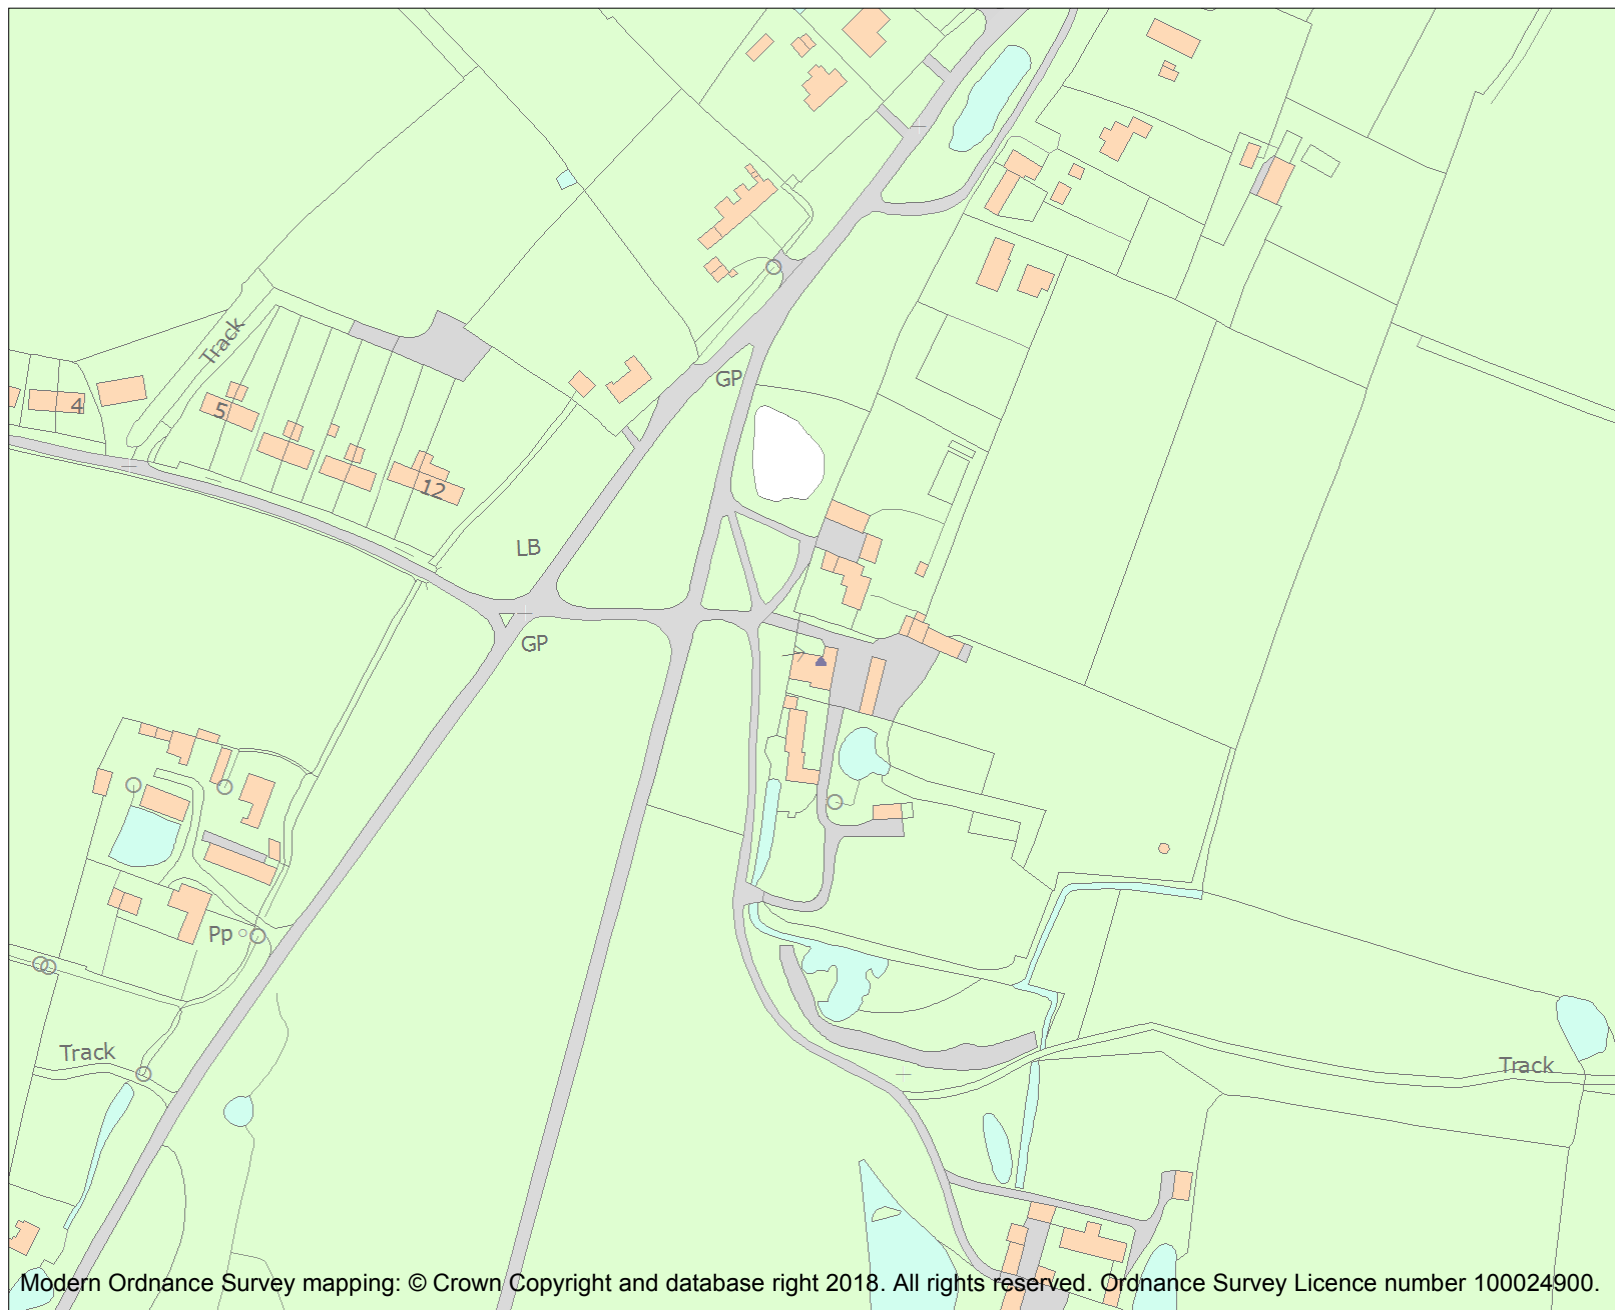 Track
GP
4
5
12
LB
GP
Pp
Track
Track
Modern Ordnance Survey mapping: © Crown Copyright and database right 2018. All rights reserved. Ordnance Survey Licence number 100024900.